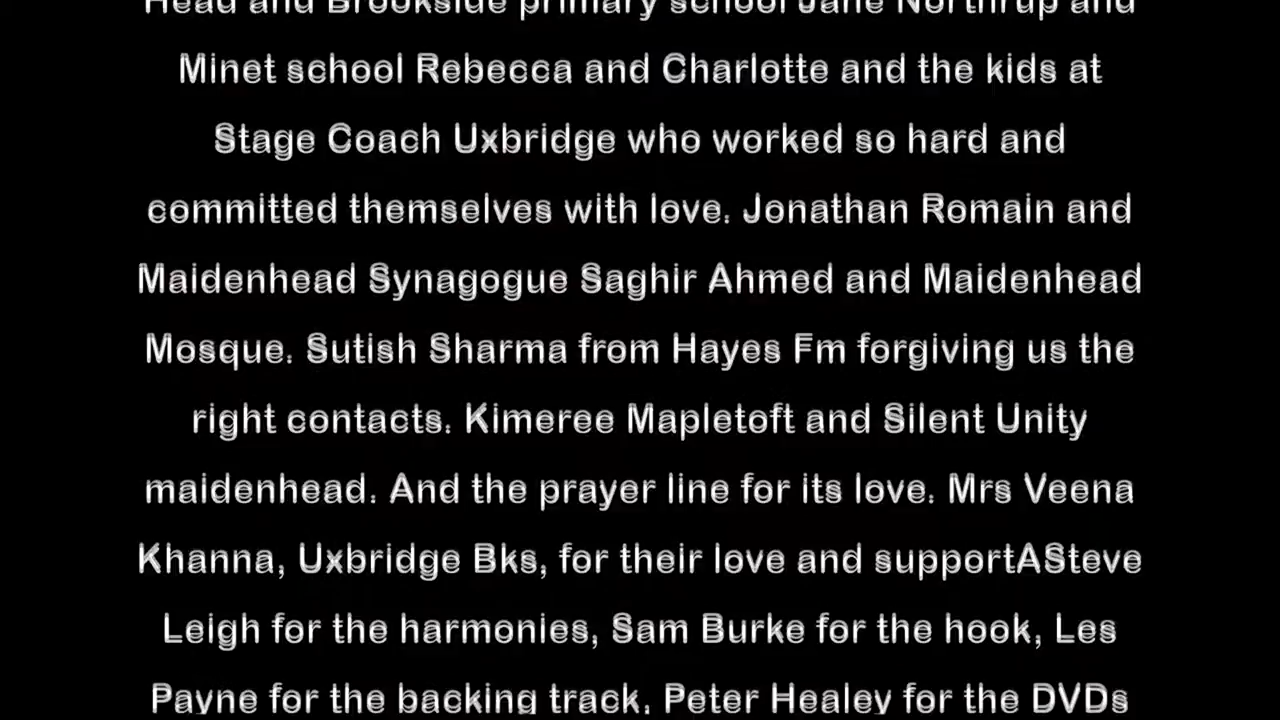 Head and Brookside primary school Jane Northrup and
Minet school Rebecca and Charlotte and the kids at
Stage Coach Uxbridge who worked so hard and
committed themselves with love. Jonathan Romain and
Maidenhead Synagogue Saghir Ahmed and Maidenhead
Mosque. Sutish Sharma from Hayes Fm forgiving us the
right contacts. Kimeree Mapletoft and Silent Unity
maidenhead. And the prayer line for its love. Mrs Veena
Khanna, Uxbridge Bks, for their love and supportASteve
Leigh for the harmonies, Sam Burke for the hook, Les
Payne for the backing track. Peter Healey for the DVDs